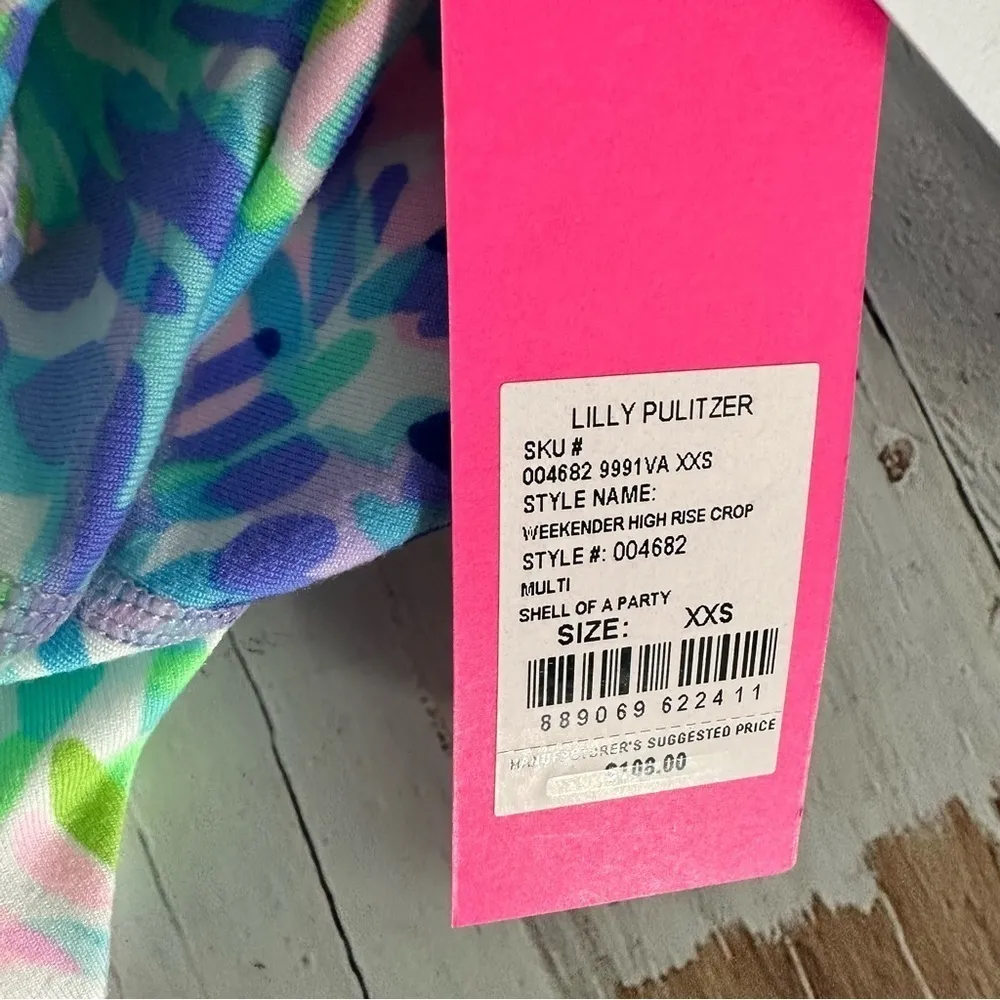 LILLY PULITZER
SKU #
004682 9991VA XXS
STYLE NAME:
WEEKENDER HIGH RISE CROP
STYLE #: 004682
MULTI
SHELL OF A PARTY
SIZE: XXS
889069 622411
MANUFACTURER'S SUGGESTED PRICE